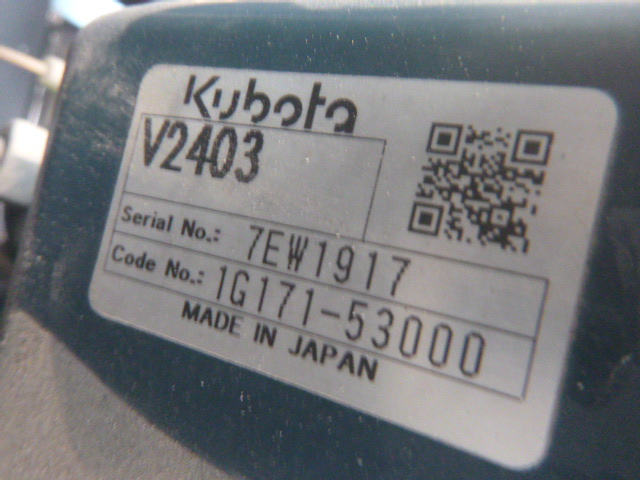 Kubota
V2403
Serial No.: 7EW1917
Code No.: 1G171-53000
MADE IN JAPAN